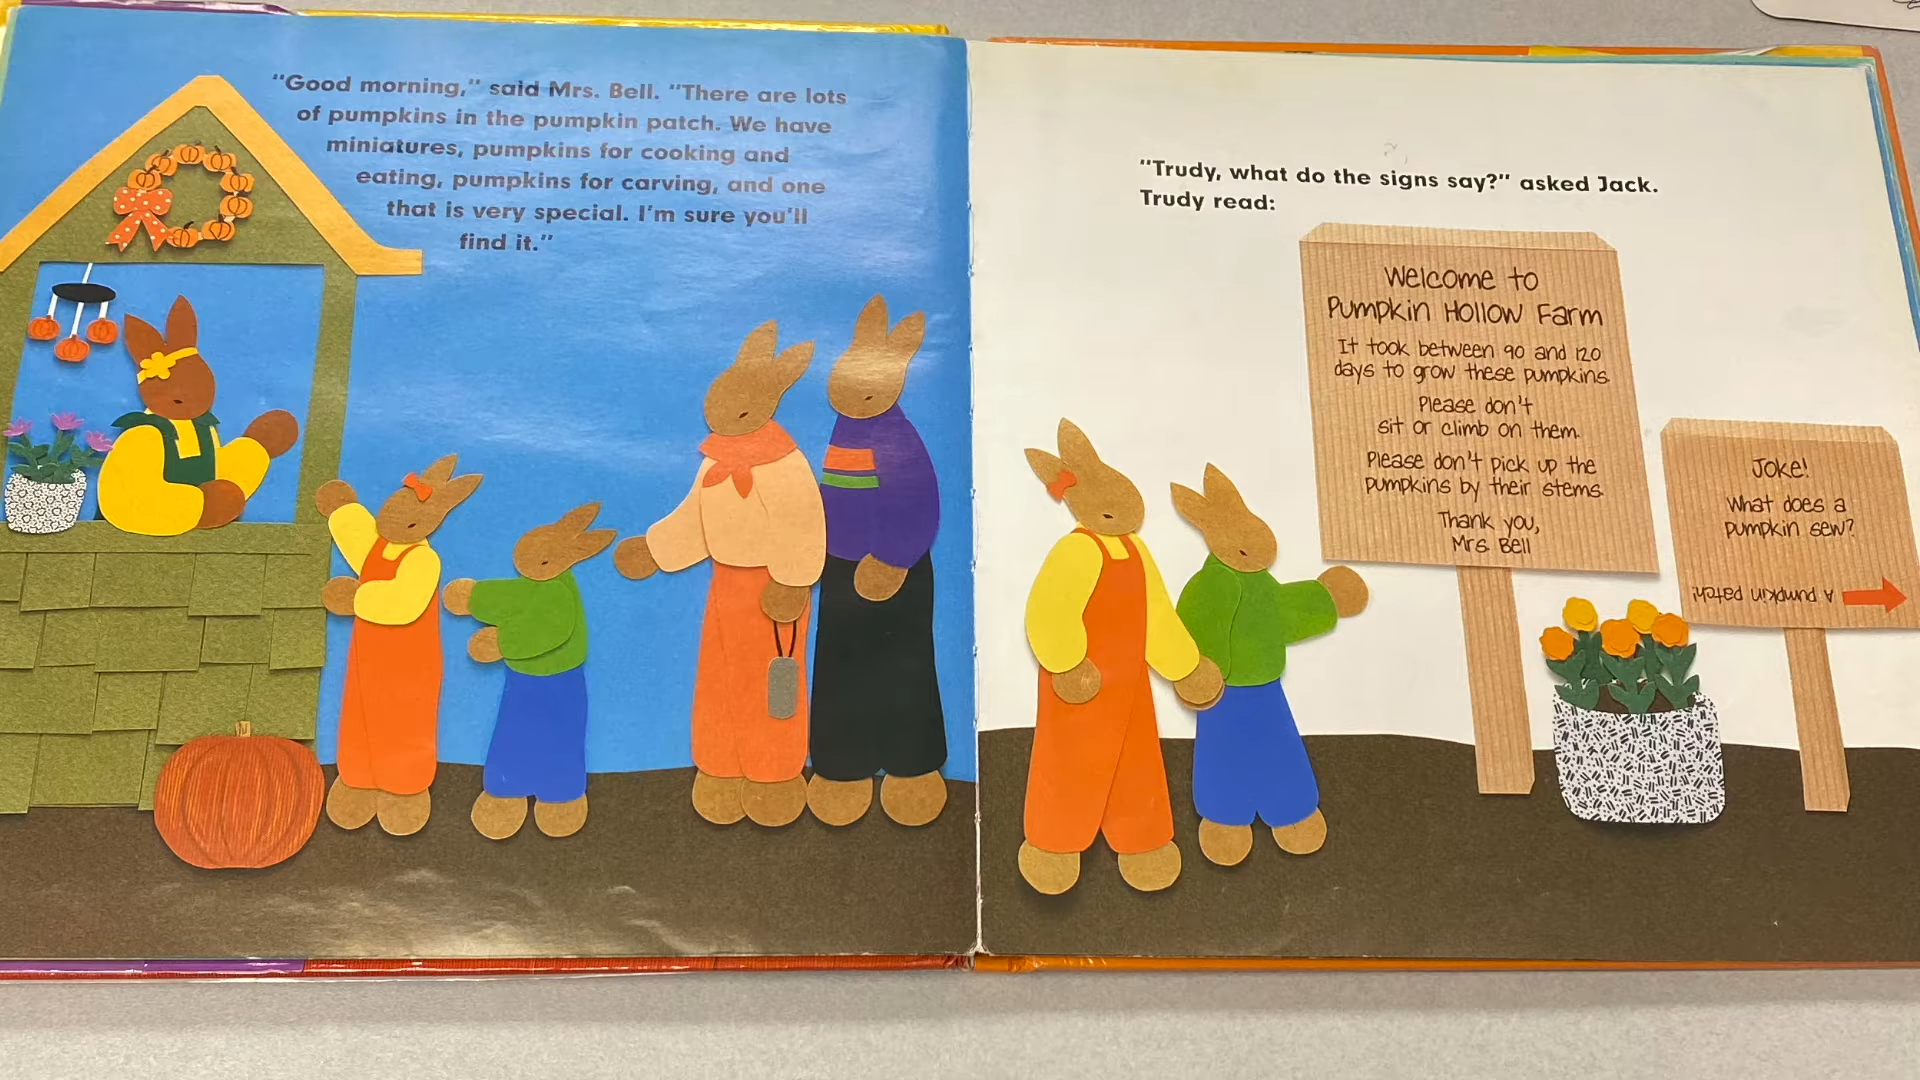 "Good morning," said Mrs. Bell. "There are lots
of pumpkins in the pumpkin patch. We have
miniatures, pumpkins for cooking and
eating, pumpkins for carving, and one
that is very special. I'm sure you'll
find it."
"Trudy, what do the signs say?" asked Jack.
Trudy read:
Welcome to
Pumpkin Hollow Farm
It took between 90 and 120
days to grow these pumpkins.
Please don't
sit or climb on them.
Please don't pick up the
pumpkins by their stems.
Thank you,
Mrs. Bell
Joke!
What does a
pumpkin sew?
A pumpkin patch!